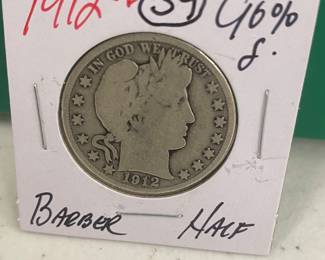 1912
90%
S.
IN GOD WE TRUST
1912
BARBER HALF